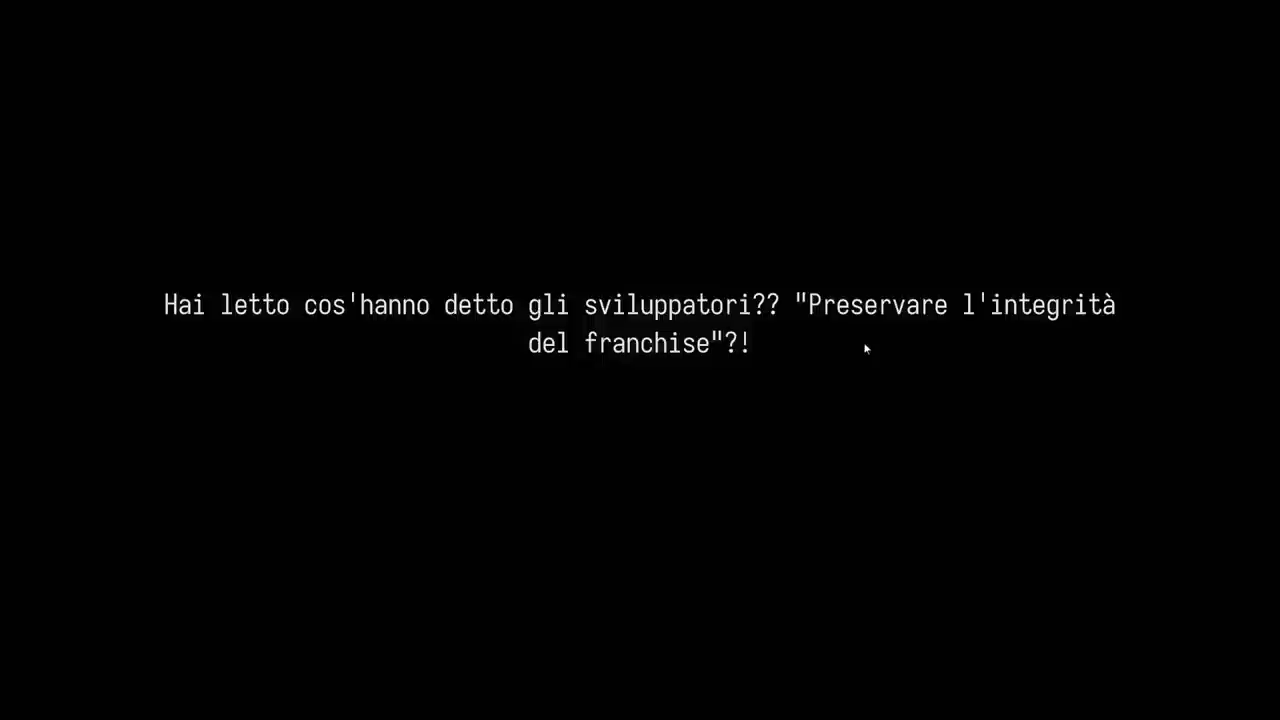 Hai letto cos'hanno detto gli sviluppatori?? "Preservare l'integrità
del franchise"?!